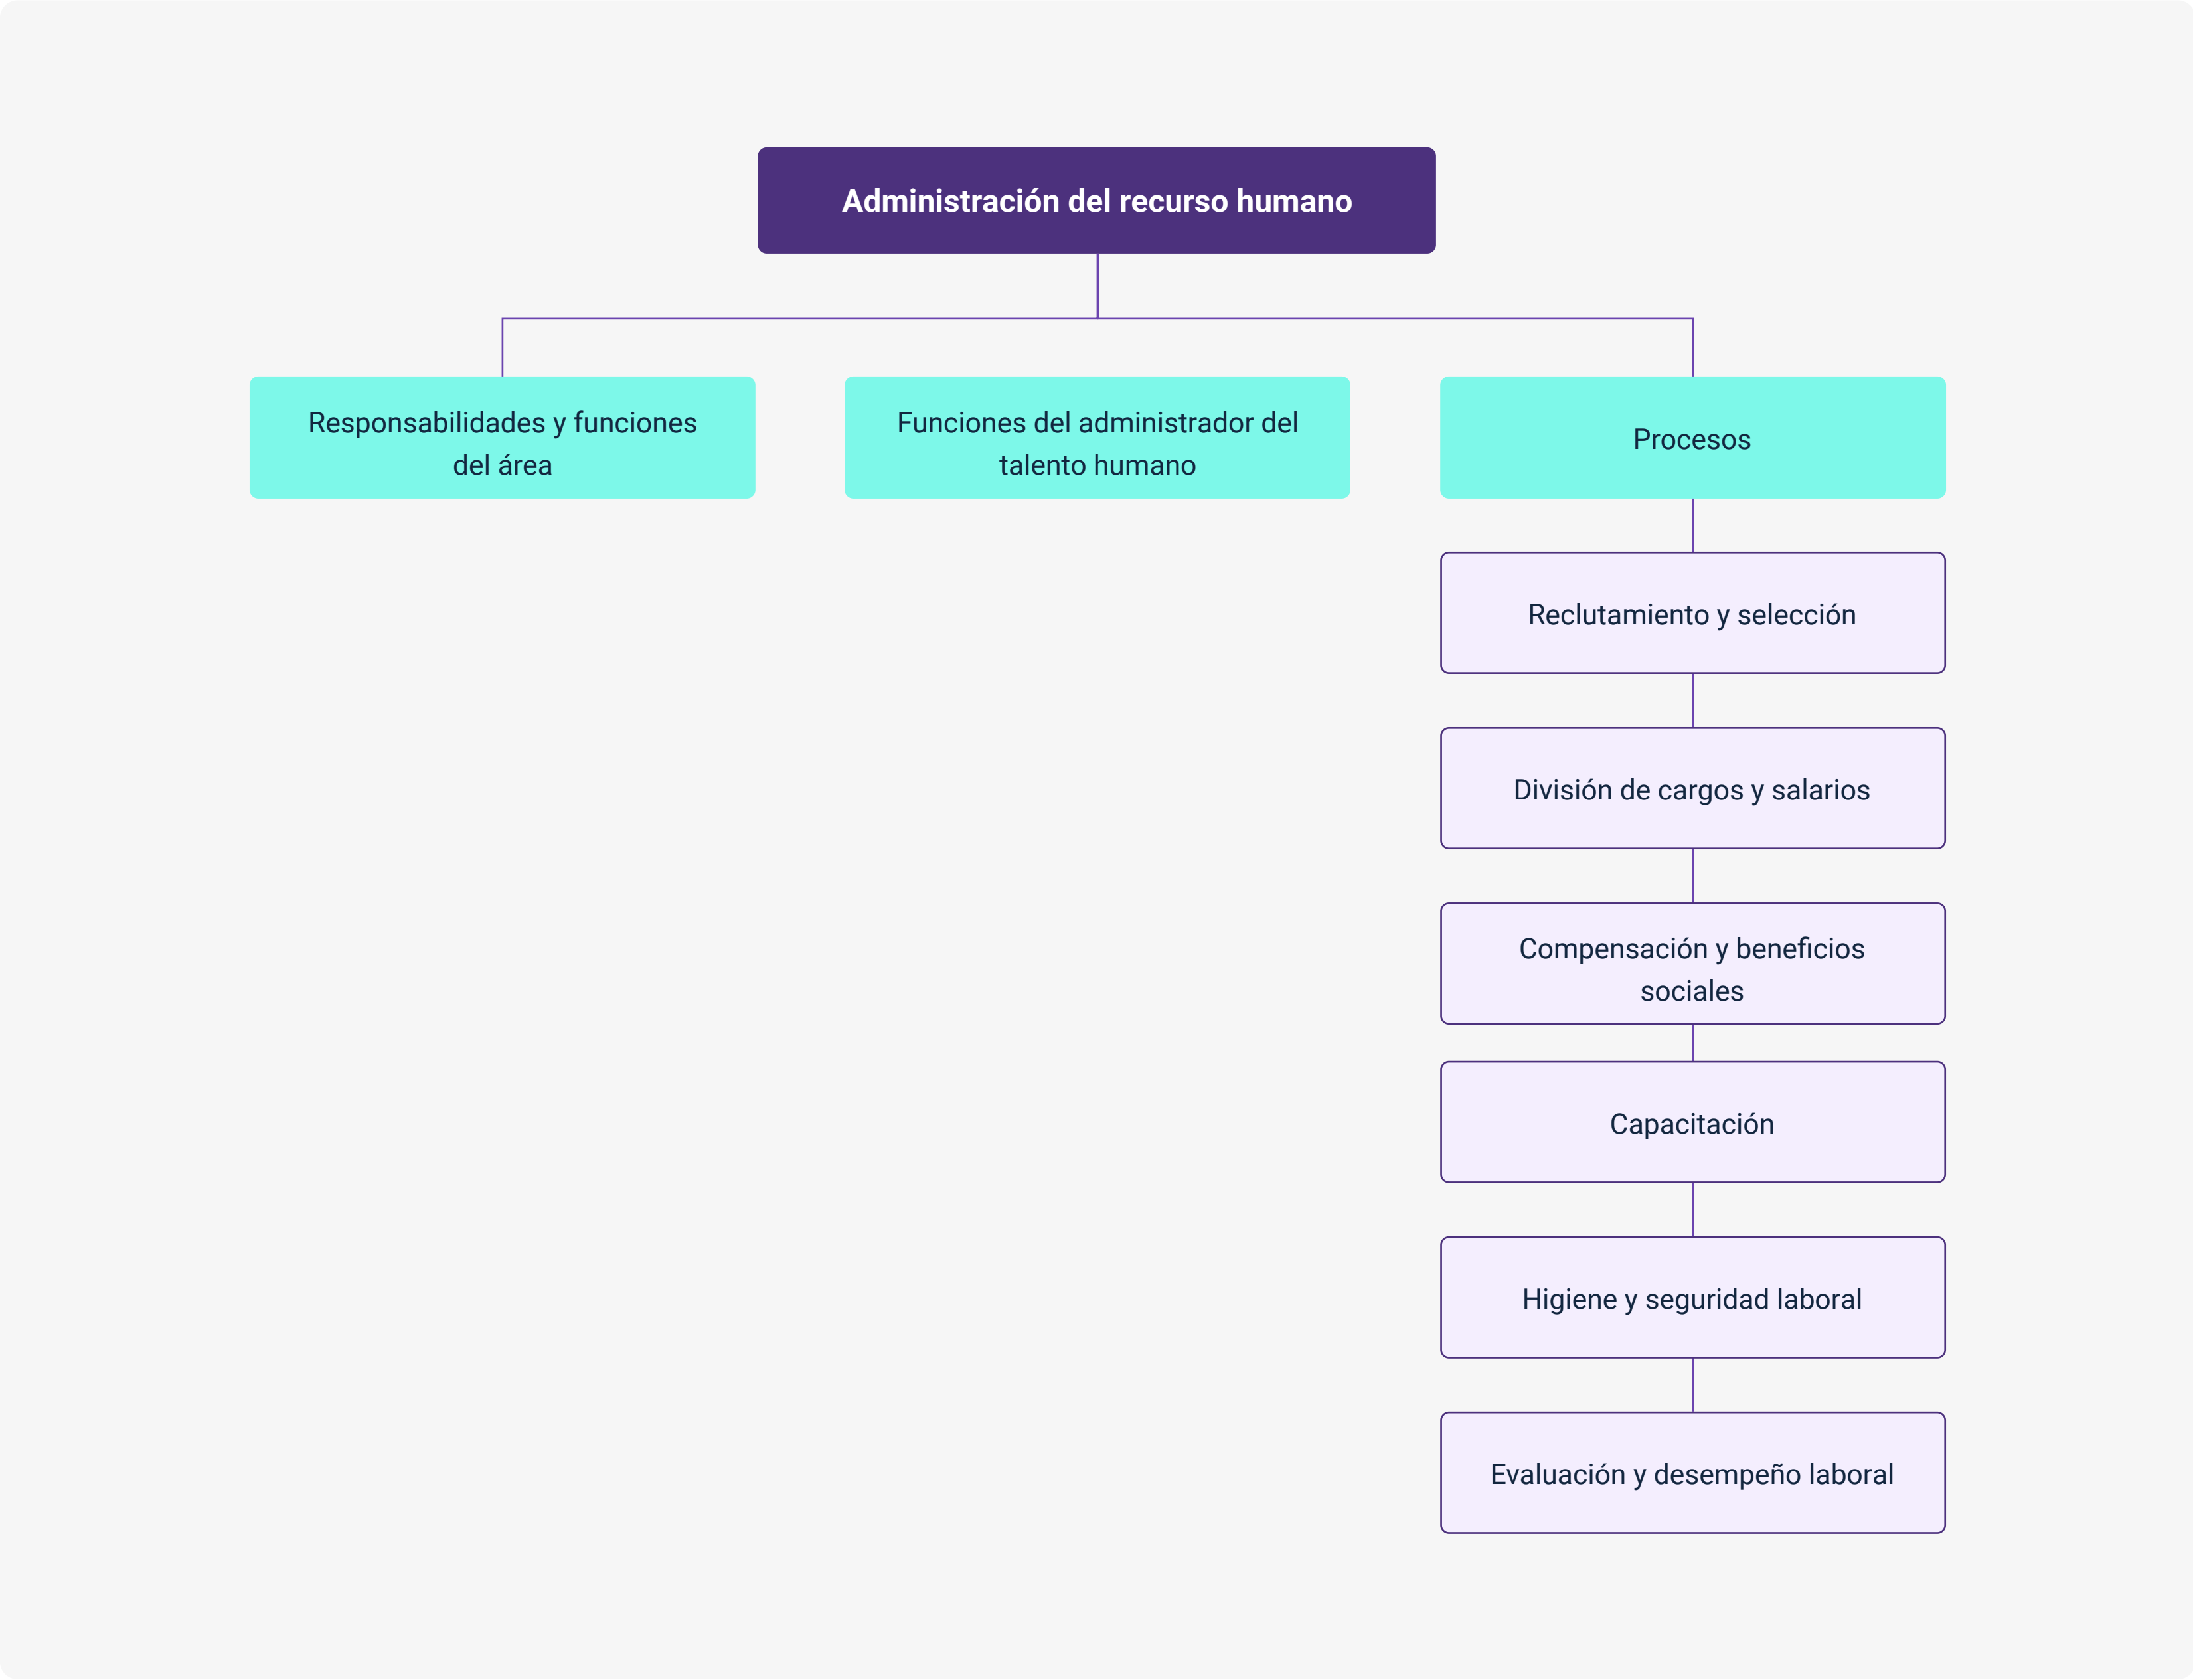 Administración del recurso humano
Responsabilidades y funciones
del área
Funciones del administrador del
talento humano
Procesos
Reclutamiento y selección
División de cargos y salarios
Compensación y beneficios
sociales
Capacitación
Higiene y seguridad laboral
Evaluación y desempeño laboral